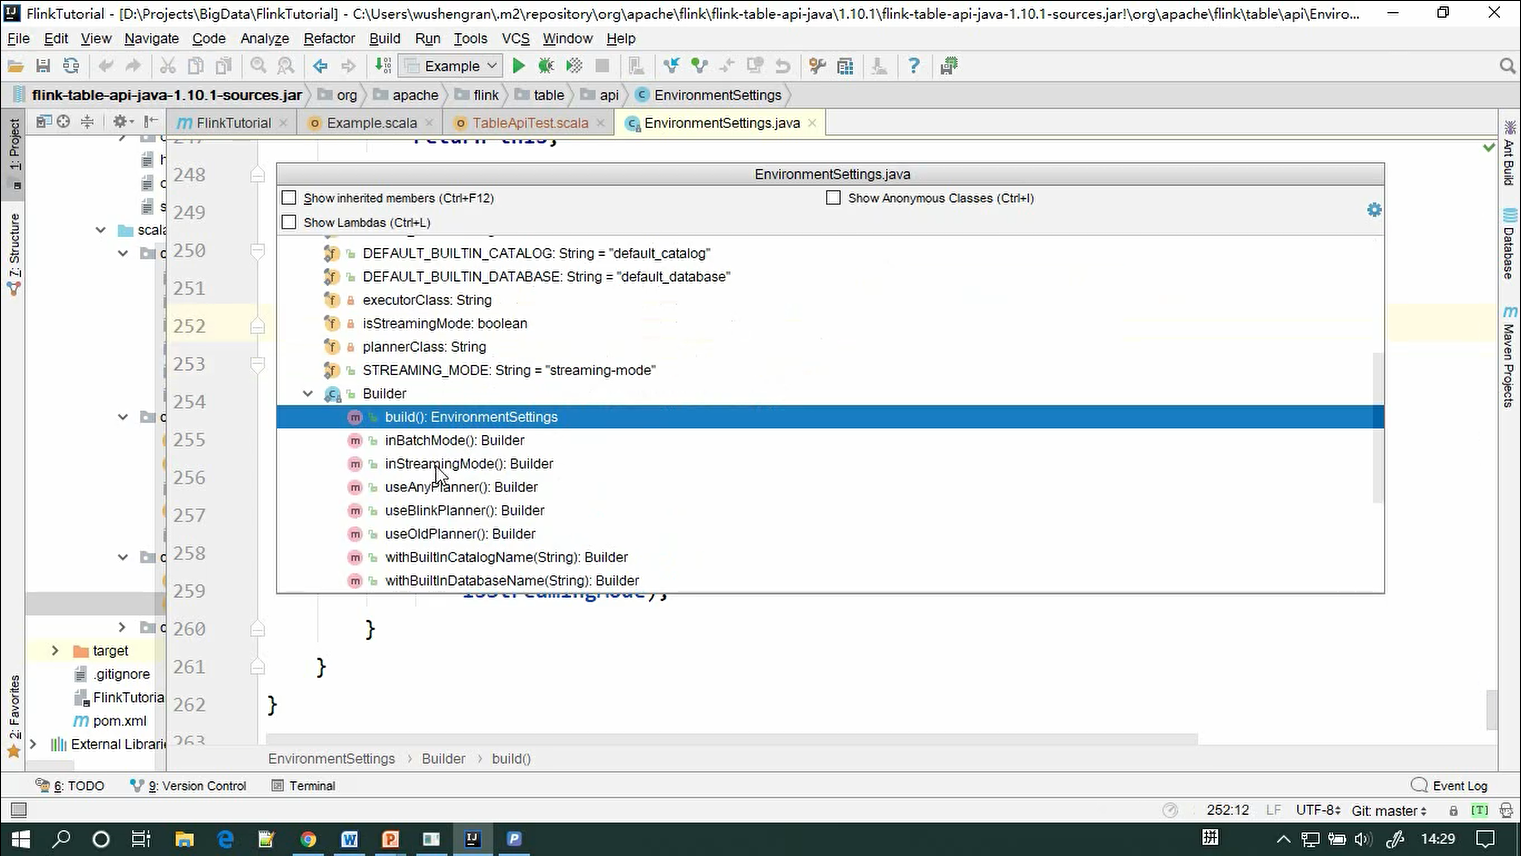 FlinkTutorial - [D:\Projects\BigData\FlinkTutorial] - C:\Users\wushengran\.m2\repository\org\apache\flink\flink-table-api-java\1.10.1\flink-table-api-java-1.10.1-sources.jar!\org\apache\flink\table\api\Enviro...
File Edit View Navigate Code Analyze Refactor Build Run Tools VCS Window Help
Example
flink-table-api-java-1.10.1-sources.jar org apache flink table api EnvironmentSettings
FlinkTutorial Example.scala TableApiTest.scala EnvironmentSettings.java
1: Project
7: Structure
2: Favorites
Ant Build
Database
Maven Projects
scala
target
.gitignore
FlinkTutoria
pom.xml
External Librarie
return this;
248
249
250
251
252
253
254
255
256
257
258
259
260 }
261 }
262 }
263
EnvironmentSettings.java
Show inherited members (Ctrl+F12) Show Anonymous Classes (Ctrl+I)
Show Lambdas (Ctrl+L)
DEFAULT_BUILTIN_CATALOG: String = "default_catalog"
DEFAULT_BUILTIN_DATABASE: String = "default_database"
executorClass: String
isStreamingMode: boolean
plannerClass: String
STREAMING_MODE: String = "streaming-mode"
Builder
build(): EnvironmentSettings
inBatchMode(): Builder
inStreamingMode(): Builder
useAnyPlanner(): Builder
useBlinkPlanner(): Builder
useOldPlanner(): Builder
withBuiltInCatalogName(String): Builder
withBuiltInDatabaseName(String): Builder
isStreamingMode);
EnvironmentSettings › Builder › build()
6: TODO 9: Version Control Terminal Event Log
252:12 LF UTF-8 Git: master
拼 14:29